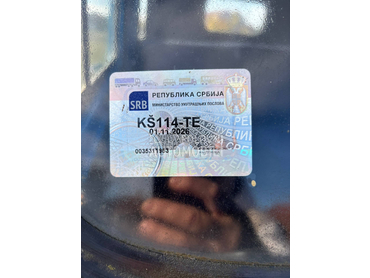 РЕПУБЛИКА СРБИЈА
SRB
МИНИСТАРСТВО УНУТРАШЊИХ ПОСЛОВА
KŠ114-TE
01.11.2026